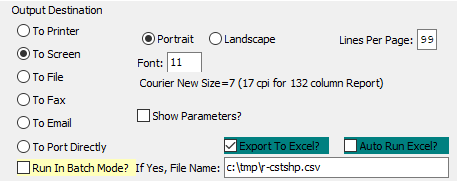 Output Destination
To Printer
To Screen
To File
To Fax
To Email
To Port Directly
Portrait Landscape Lines Per Page: 99
Font: 11
Courier New Size=7 (17 cpi for 132 column Report)
Show Parameters?
Export To Excel? Auto Run Excel?
Run In Batch Mode? If Yes, File Name: c:\tmp\r-cstshp.csv